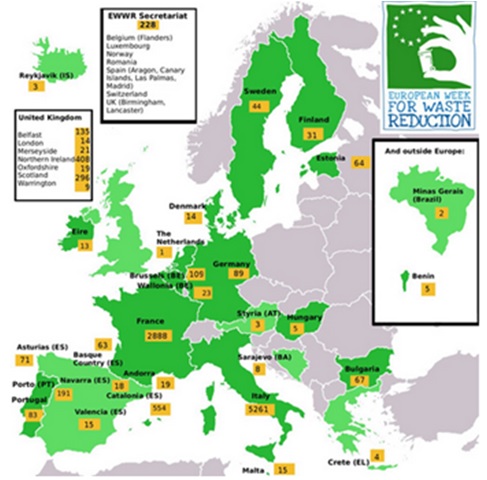 EWWR Secretariat
228
Belgium (Flanders)
Luxembourg
Norway
Romania
Spain (Aragon, Canary
Islands, Las Palmas,
Madrid)
Switzerland
UK (Birmingham,
Lancaster)
EUROPEAN WEEK
FOR WASTE
REDUCTION
Reykjavik (IS)
3
United Kingdom
Belfast 135
London 14
Merseyside 21
Northern Ireland 408
Oxfordshire 19
Scotland 296
Warrington 9
Sweden
44
Finland
31
Estonia
64
And outside Europe:
Minas Gerais
(Brazil)
2
Benin
5
Denmark
14
Eire
13
The
Netherlands
1
Brussels (BE)
109
Wallonia (BE)
23
Germany
89
France
2888
Styria (AT)
3
Hungary
5
Asturias (ES)
71
63
Basque
Country (ES)
Sarajevo (BA)
8
Bulgaria
67
Andorra
19
Porto (PT)
Navarra (ES)
191
18
Catalonia (ES)
554
Portugal
83
Valencia (ES)
15
Italy
5261
Malta
15
Crete (EL)
4